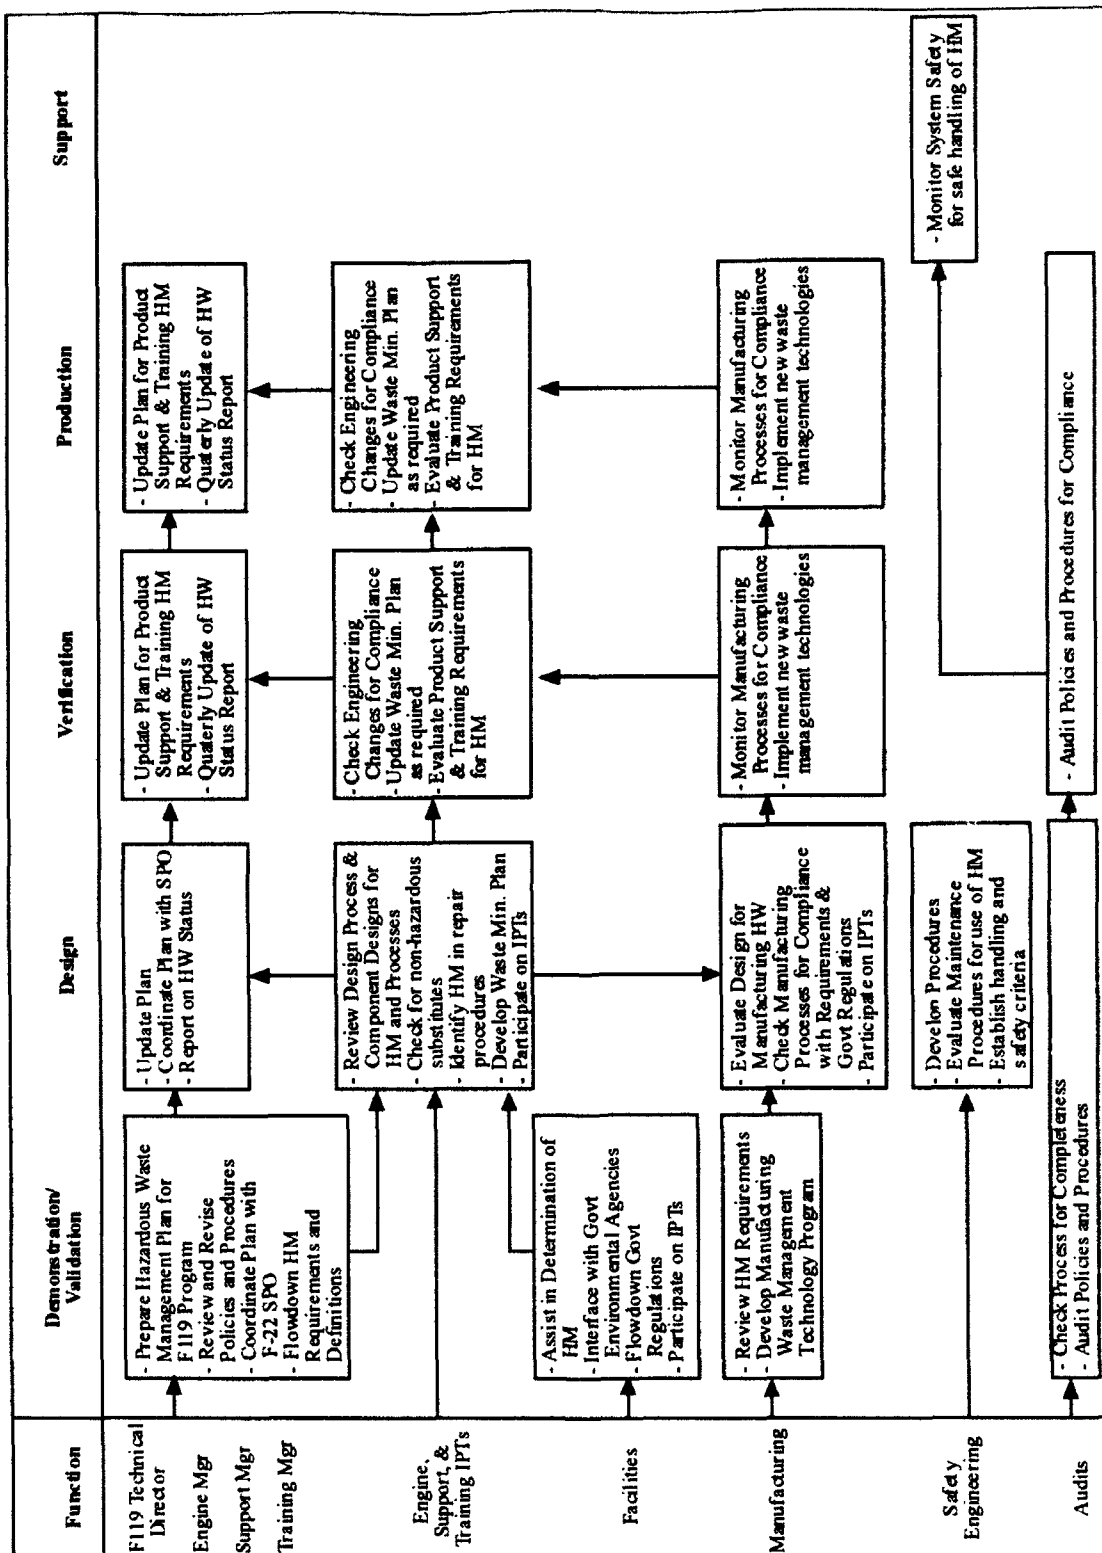 Function
Demonstration/
Validation
Design
Verification
Production
Support
F119 Technical
Director
Engine Mgr
Support Mgr
Training Mgr
- Prepare Hazardous Waste
Management Plan for
F119 Program
- Review and Revise
Policies and Procedures
- Coordinate Plan with
F-22 SPO
- Flowdown HM
Requirements and
Definitions
- Update Plan
- Coordinate Plan with SPO
- Report on HW Status
- Update Plan for Product
Support & Training HM
Requirements
- Quaterly Update of HW
Status Report
- Update Plan for Product
Support & Training HM
Requirements
- Quaterly Update of HW
Status Report
Engine,
Support, &
Training IPTs
- Review Design Process &
Component Designs for
HM and Processes
- Check for non-hazardous
substitutes
- Identify HM in repair
procedures
- Develop Waste Min. Plan
- Participate on IPTs
- Check Engineering
Changes for Compliance
- Update Waste Min. Plan
as required
- Evaluate Product Support
& Training Requirements
for HM
- Check Engineering
Changes for Compliance
- Update Waste Min. Plan
as required
- Evaluate Product Support
& Training Requirements
for HM
Facilities
- Assist in Determination of
HM
- Interface with Govt
Environmental Agencies
- Flowdown Govt
Regulations
- Participate on IPTs
Manufacturing
- Review HM Requirements
- Develop Manufacturing
Waste Management
Technology Program
- Evaluate Design for
Manufacturing HW
- Check Manufacturing
Processes for Compliance
with Requirements &
Govt Regulations
- Participate on IPTs
- Monitor Manufacturing
Processes for Compliance
- Implement new waste
management technologies
- Monitor Manufacturing
Processes for Compliance
- Implement new waste
management technologies
Safety
Engineering
- Develop Procedures
- Evaluate Maintenance
Procedures for use of HM
- Establish handling and
safety criteria
- Monitor System Safety
for safe handling of HM
Audits
- Check Process for Completeness
- Audit Policies and Procedures
- Audit Policies and Procedures for Compliance